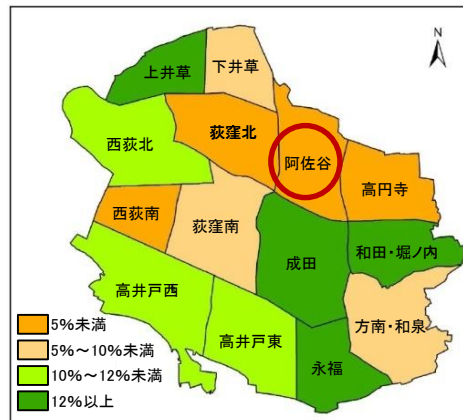 N
上井草
下井草
西荻北
荻窪北
阿佐谷
高円寺
西荻南
荻窪南
成田
和田・堀ノ内
高井戸西
高井戸東
方南・和泉
永福
5%未満
5%～10%未満
10%～12%未満
12%以上